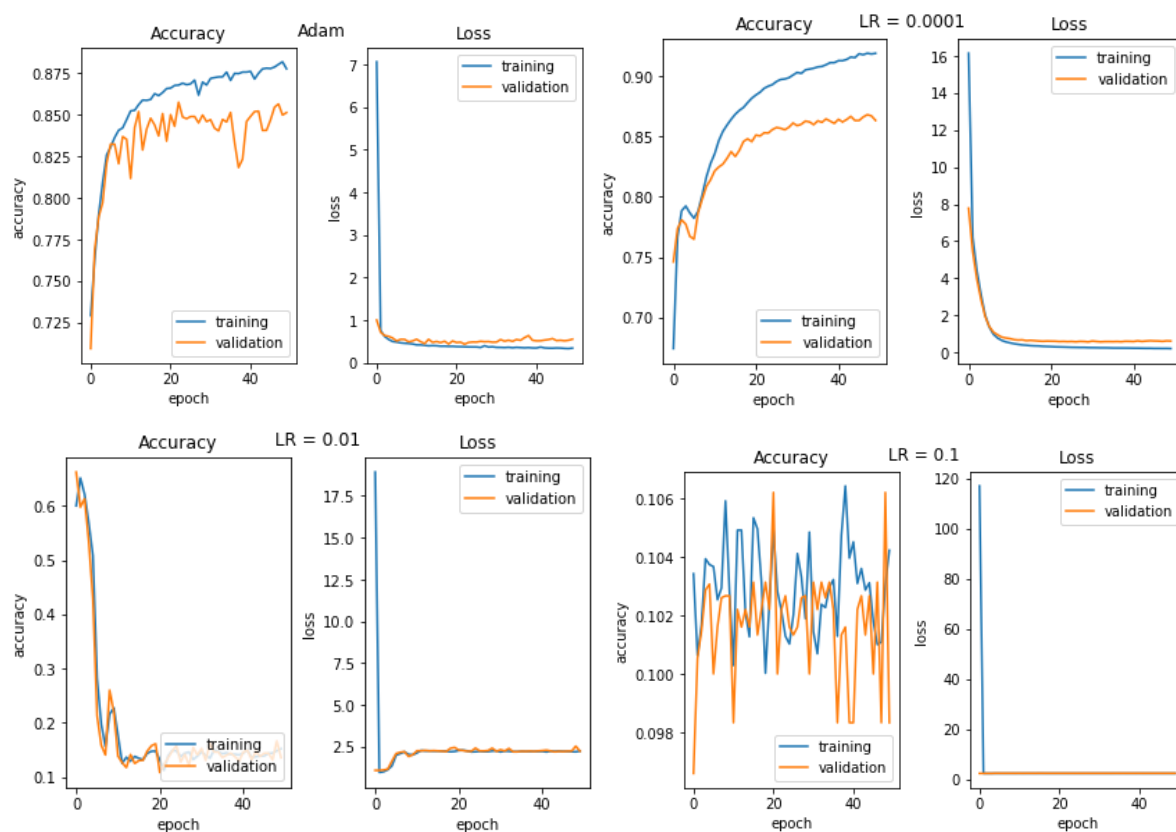 Adam
Accuracy
Loss
0.875
0.850
0.825
0.800
0.775
0.750
0.725
accuracy
training
validation
0 20 40
epoch
7
6
5
4
3
2
1
0
loss
training
validation
0 20 40
epoch
LR = 0.0001
Accuracy
Loss
0.90
0.85
0.80
0.75
0.70
accuracy
training
validation
0 20 40
epoch
16
14
12
10
8
6
4
2
0
loss
training
validation
0 20 40
epoch
LR = 0.01
Accuracy
Loss
0.6
0.5
0.4
0.3
0.2
0.1
accuracy
training
validation
0 20 40
epoch
17.5
15.0
12.5
10.0
7.5
5.0
2.5
loss
training
validation
0 20 40
epoch
LR = 0.1
Accuracy
Loss
0.106
0.104
0.102
0.100
0.098
accuracy
training
validation
0 20 40
epoch
120
100
80
60
40
20
0
loss
training
validation
0 20 40
epoch